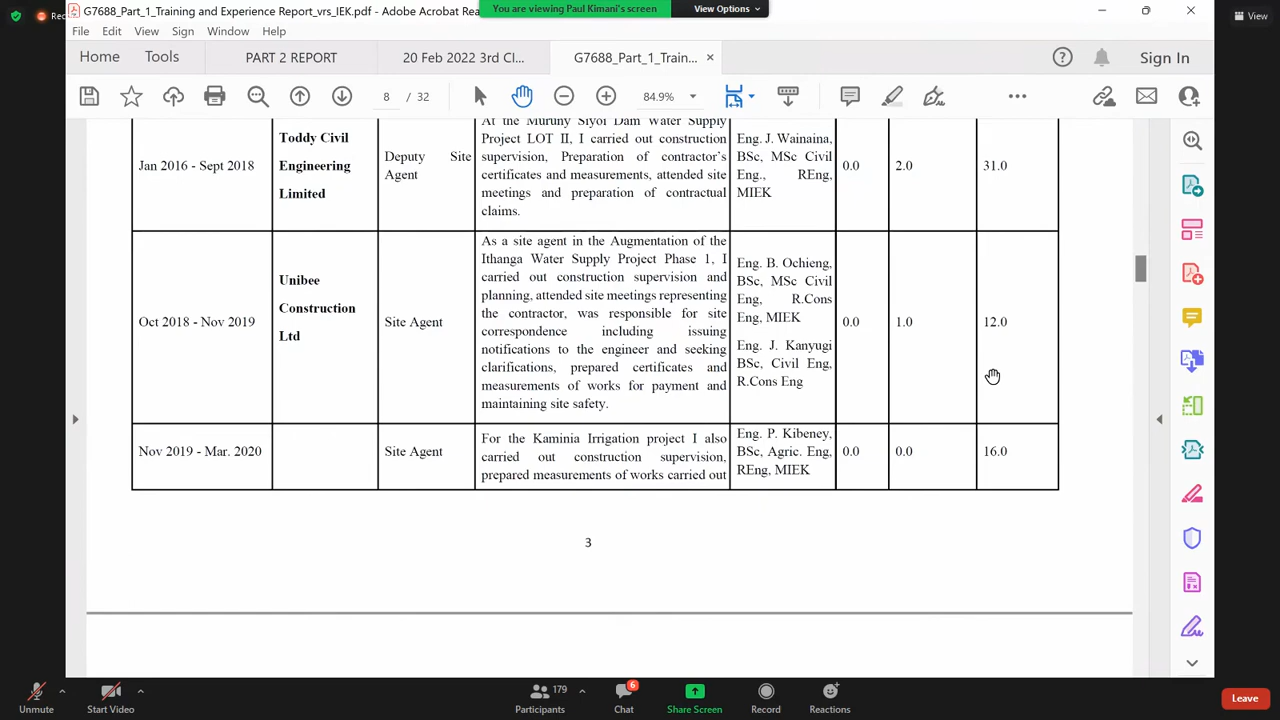 G7688_Part_1_Training and Experience Report_vrs_IEK.pdf - Adobe Acrobat Rea
You are viewing Paul Kimani's screen
View Options
View
File Edit View Sign Window Help
Home Tools PART 2 REPORT 20 Feb 2022 3rd Cl... G7688_Part_1_Train... Sign In
8 / 32 84.9%
Jan 2016 - Sept 2018
Toddy Civil
Engineering
Limited
Deputy Site
Agent
At the Muruny Siyoi Dam Water Supply
Project LOT II, I carried out construction
supervision, Preparation of contractor's
certificates and measurements, attended site
meetings and preparation of contractual
claims.
Eng. J. Wainaina,
BSc, MSc Civil
Eng., REng,
MIEK
0.0
2.0
31.0
Oct 2018 - Nov 2019
Unibee
Construction
Ltd
Site Agent
As a site agent in the Augmentation of the
Ithanga Water Supply Project Phase 1, I
carried out construction supervision and
planning, attended site meetings representing
the contractor, was responsible for site
correspondence including issuing
notifications to the engineer and seeking
clarifications, prepared certificates and
measurements of works for payment and
maintaining site safety.
Eng. B. Ochieng,
BSc, MSc Civil
Eng, R.Cons
Eng, MIEK
Eng. J. Kanyugi
BSc, Civil Eng,
R.Cons Eng
0.0
1.0
12.0
Nov 2019 - Mar. 2020
Site Agent
For the Kaminia Irrigation project I also
carried out construction supervision,
prepared measurements of works carried out
Eng. P. Kibeney,
BSc, Agric. Eng,
REng, MIEK
0.0
0.0
16.0
3
Unmute
Start Video
179
Participants
6
Chat
Share Screen
Record
Reactions
Leave